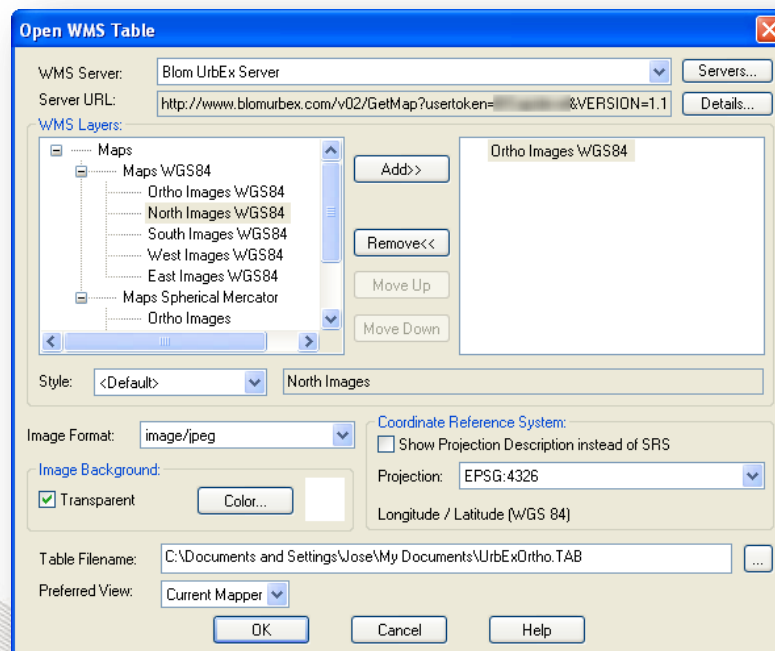 Open WMS Table
WMS Server: Blom UrbEx Server Servers...
Server URL: http://www.blomurbex.com/v02/GetMap?usertoken= &VERSION=1.1 Details...
WMS Layers:
Maps
Maps WGS84
Ortho Images WGS84
North Images WGS84
South Images WGS84
West Images WGS84
East Images WGS84
Maps Spherical Mercator
Ortho Images
Add>>
Remove<<
Move Up
Move Down
Ortho Images WGS84
Style: <Default> North Images
Image Format: image/jpeg
Image Background:
Transparent Color...
Coordinate Reference System:
Show Projection Description instead of SRS
Projection: EPSG:4326
Longitude / Latitude (WGS 84)
Table Filename: C:\Documents and Settings\Jose\My Documents\UrbExOrtho.TAB ...
Preferred View: Current Mapper
OK Cancel Help